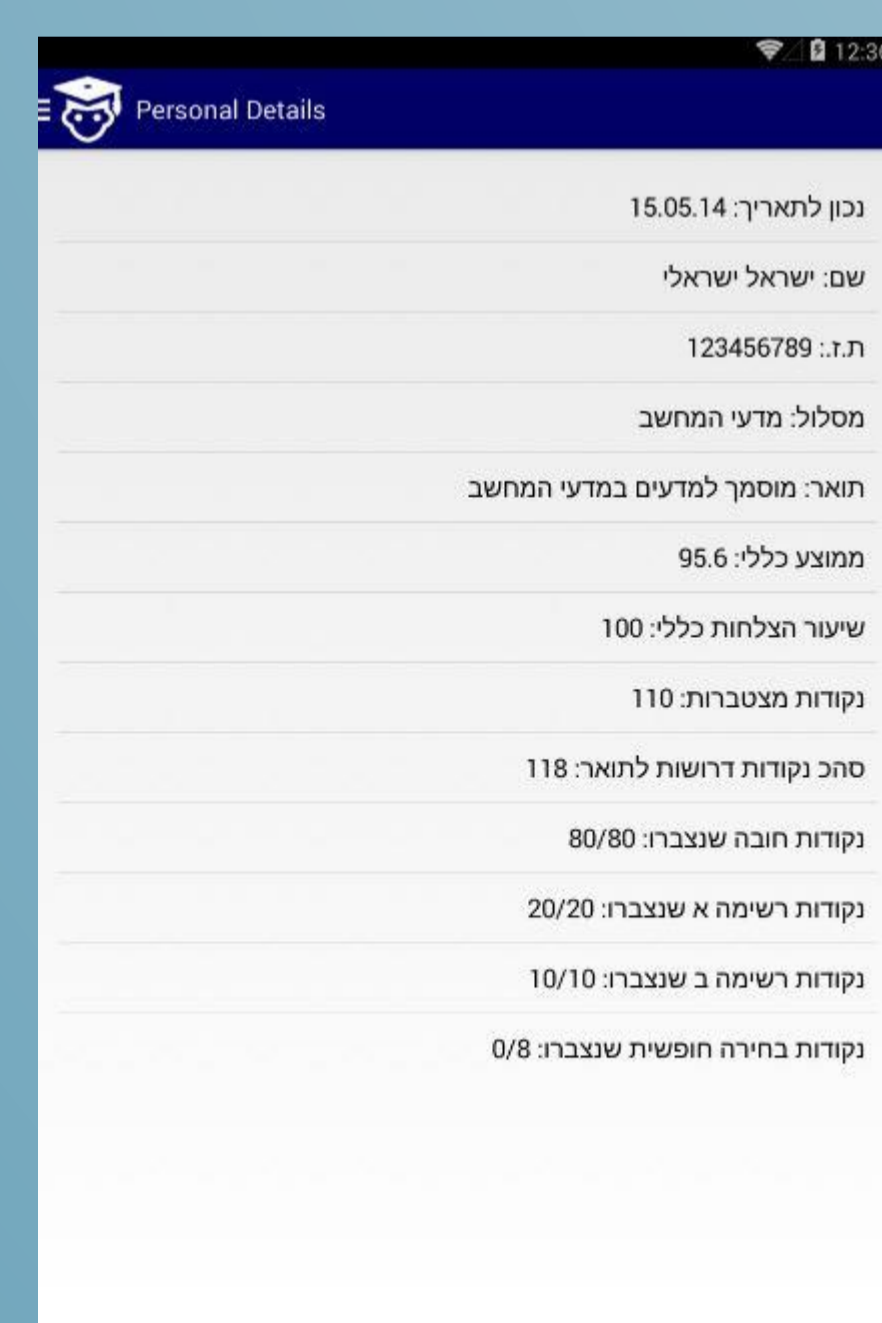 12:30
Personal Details
נכון לתאריך: 15.05.14
שם: ישראל ישראלי
ת.ז.: 123456789
מסלול: מדעי המחשב
תואר: מוסמך למדעים במדעי המחשב
ממוצע כללי: 95.6
שיעור הצלחות כללי: 100
נקודות מצטברות: 110
סהכ נקודות דרושות לתואר: 118
נקודות חובה שנצברו: 80/80
נקודות רשימה א שנצברו: 20/20
נקודות רשימה ב שנצברו: 10/10
נקודות בחירה חופשית שנצברו: 0/8